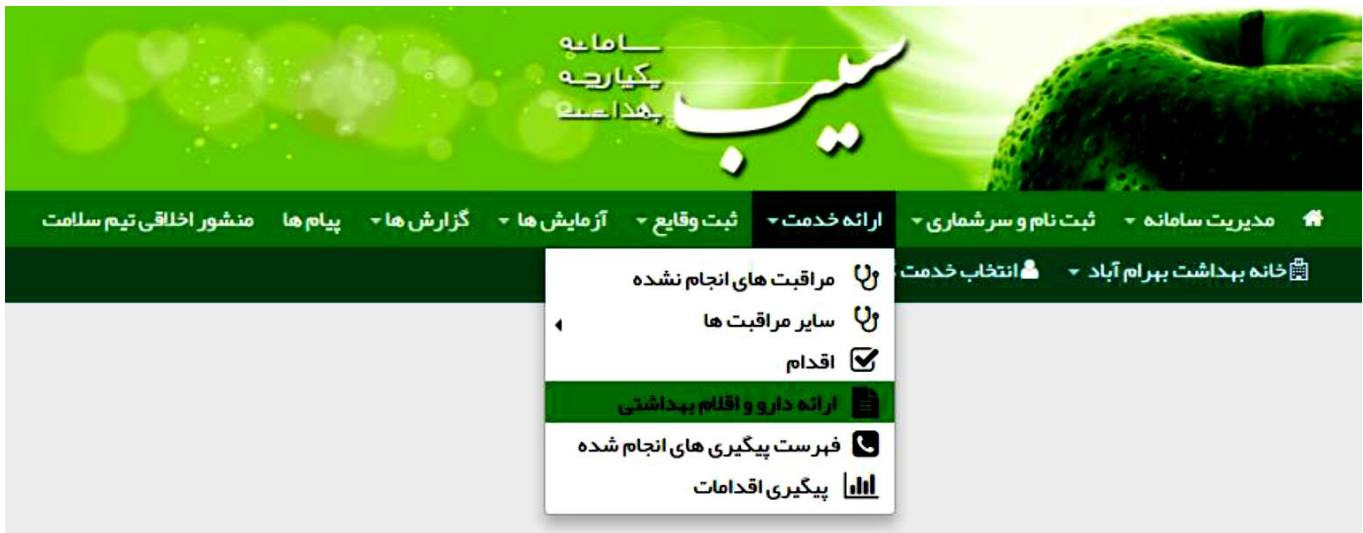 سامانه
یکپارچه
بهداشت
سیب
مدیریت سامانه ثبت نام و سرشماری ارائه خدمت ثبت وقایع آزمایش ها گزارش ها پیام ها منشور اخلاقی تیم سلامت
خانه بهداشت بهرام آباد انتخاب خدمت
مراقبت های انجام نشده
سایر مراقبت ها
اقدام
ارائه دارو و اقلام بهداشتی
فهرست پیگیری های انجام شده
پیگیری اقدامات